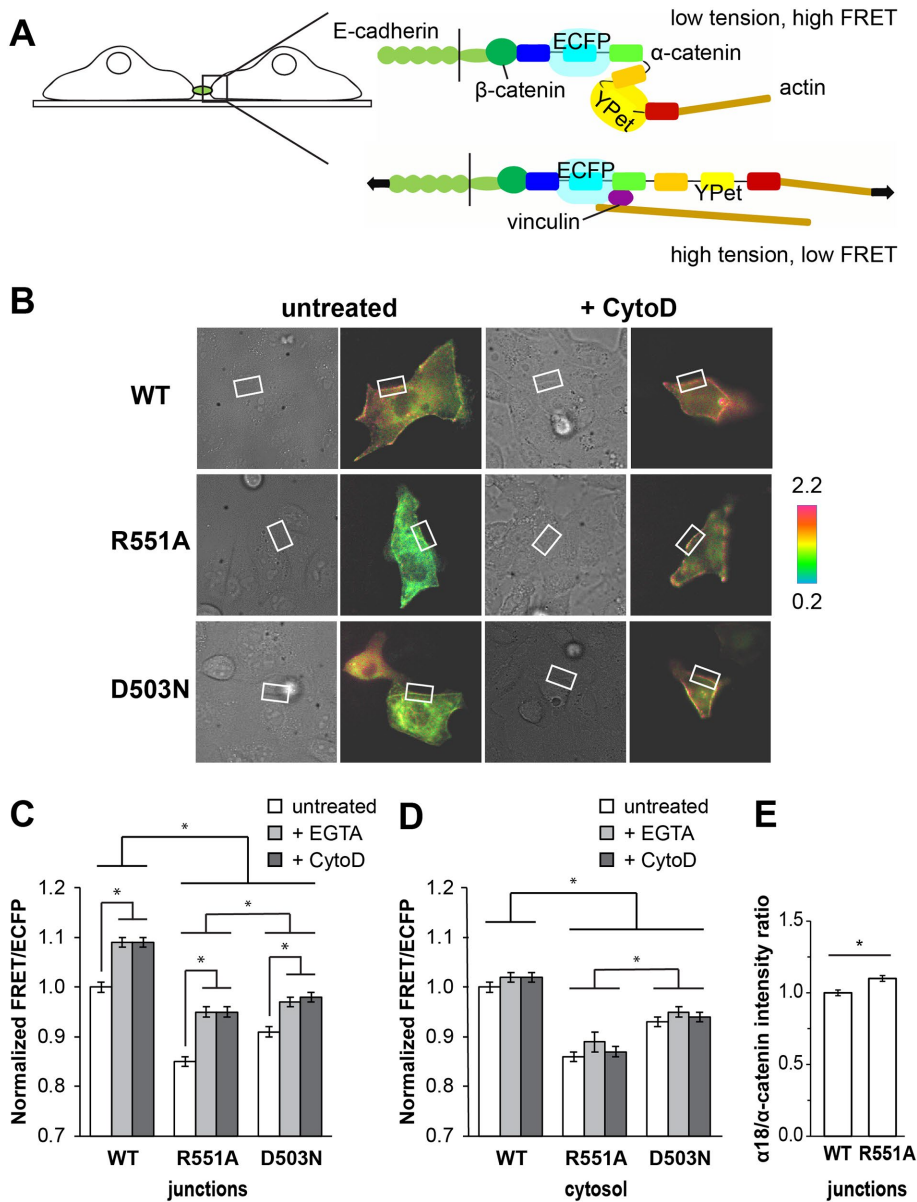 A
low tension, high FRET
E-cadherin
ECFP
α-catenin
β-catenin
YPet
actin
ECFP
YPet
vinculin
high tension, low FRET
B
untreated
+ CytoD
WT
R551A
D503N
2.2
0.2
C
untreated
+ EGTA
+ CytoD
*
*
*
*
*
Normalized FRET/ECFP
1.2
1.1
1.0
0.9
0.8
0.7
WT
R551A
D503N
junctions
D
untreated
+ EGTA
+ CytoD
*
*
Normalized FRET/ECFP
1.2
1.1
1.0
0.9
0.8
0.7
WT
R551A
D503N
cytosol
E
α18/α-catenin intensity ratio
1.5
1.0
0.5
0.0
*
WT
R551A
junctions